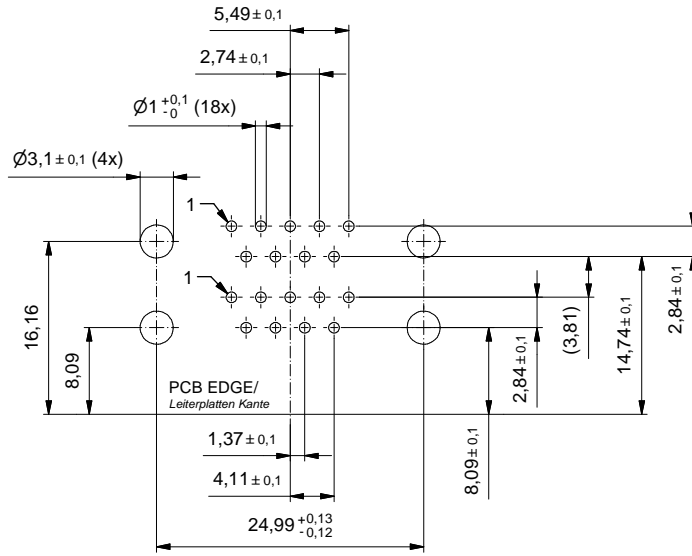 5,49 ± 0,1
2,74 ± 0,1
Ø1 +0,1 -0 (18x)
Ø3,1 ± 0,1 (4x)
1
1
16,16
8,09
PCB EDGE/
Leiterplatten Kante
2,84 ± 0,1
(3,81)
14,74 ± 0,1
2,84 ± 0,1
8,09 ± 0,1
1,37 ± 0,1
4,11 ± 0,1
24,99 +0,13 -0,12